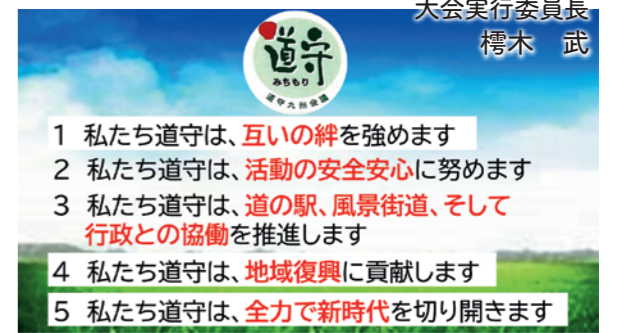 大会実行委員長
樗木 武
道守
みちもり
道守九州会議
1 私たち道守は、互いの絆を強めます
2 私たち道守は、活動の安全安心に努めます
3 私たち道守は、道の駅、風景街道、そして
行政との協働を推進します
4 私たち道守は、地域復興に貢献します
5 私たち道守は、全力で新時代を切り開きます